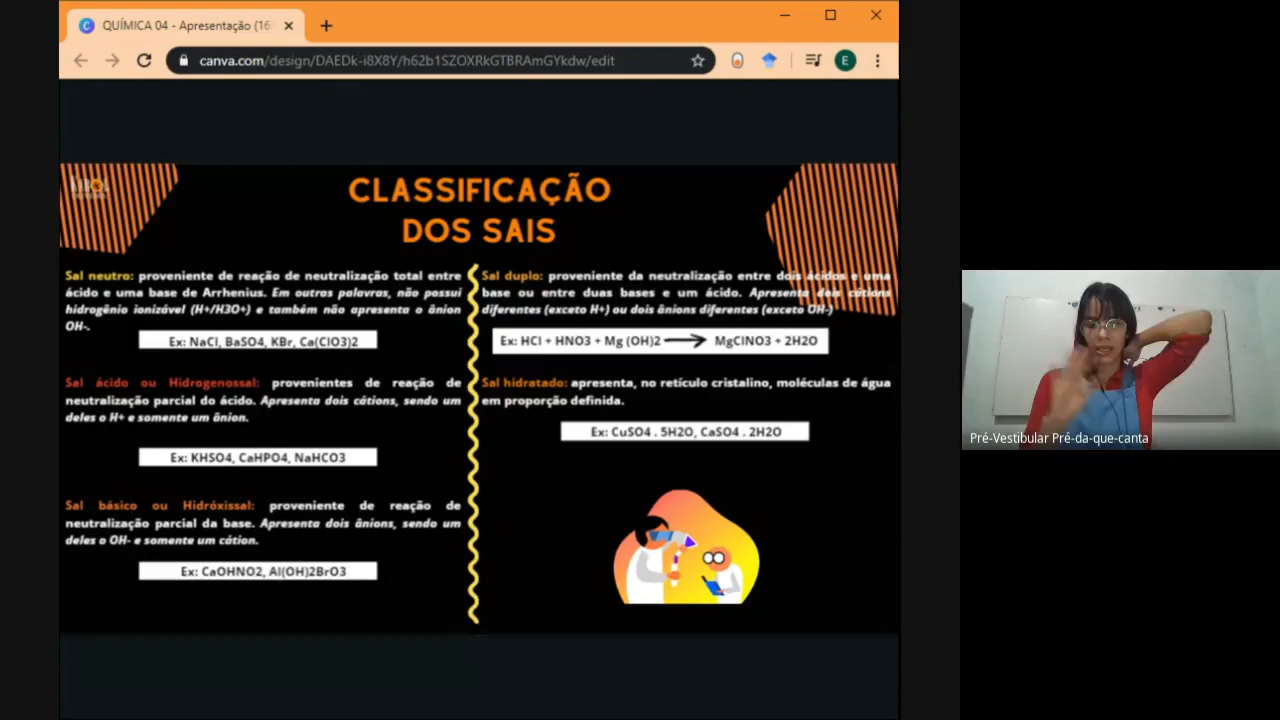 QUÍMICA 04 - Apresentação (16
canva.com/design/DAEDk-i8X8Y/h62b1SZOXRkGTBRAmGYkdw/edit
E
CLASSIFICAÇÃO
DOS SAIS
Sal neutro: proveniente de reação de neutralização total entre
ácido e uma base de Arrhenius. Em outras palavras, não possui
hidrogênio ionizável (H+/H3O+) e também não apresenta o ânion
OH-.
Ex: NaCl, BaSO4, KBr, Ca(ClO3)2
Sal ácido ou Hidrogenossal: provenientes de reação de
neutralização parcial do ácido. Apresenta dois cátions, sendo um
deles o H+ e somente um ânion.
Ex: KHSO4, CaHPO4, NaHCO3
Sal básico ou Hidróxissal: proveniente de reação de
neutralização parcial da base. Apresenta dois ânions, sendo um
deles o OH- e somente um cátion.
Ex: CaOHNO2, Al(OH)2BrO3
Sal duplo: proveniente da neutralização entre dois ácidos e uma
base ou entre duas bases e um ácido. Apresenta dois cátions
diferentes (exceto H+) ou dois ânions diferentes (exceto OH-)
Ex: HCl + HNO3 + Mg (OH)2 → MgClNO3 + 2H2O
Sal hidratado: apresenta, no retículo cristalino, moléculas de água
em proporção definida.
Ex: CuSO4 . 5H2O, CaSO4 . 2H2O
Pré-Vestibular Pré-da-que-canta